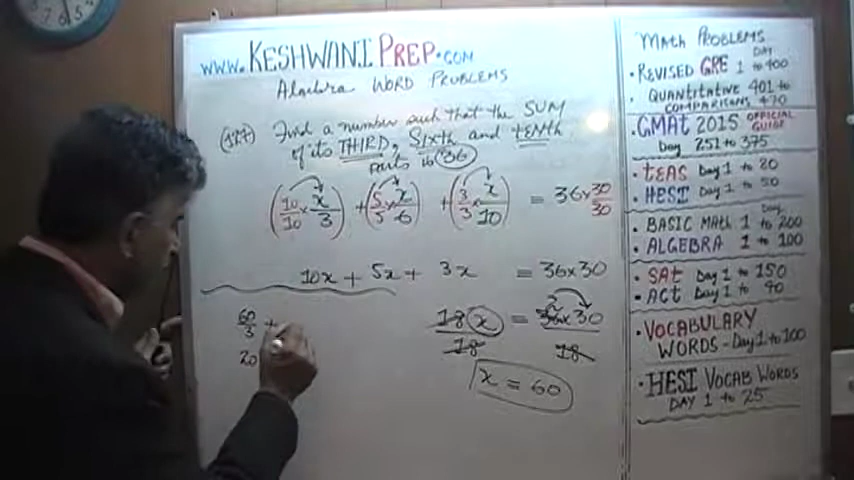 www.KESHWANI PREP.com
Algebra WORD PROBLEMS
127) Find a number such that the SUM
of its THIRD, SIXTH and TENTH
parts is 36
(10/10 × x/3) + (5/5 × x/6) + (3/3 × x/10) = 36 × 30/30
10x + 5x + 3x = 36×30
18x/18 = 36×30/18
2
x = 60
60/3 +
20
Math PROBLEMS
DAY
• REVISED GRE 1 to 400
• QUANTITATIVE 401 to
COMPARISONS 470
• GMAT 2015 OFFICIAL GUIDE
Day 251 to 375
• TEAS Day 1 to 20
• HESI Day 1 to 50
Day
• BASIC MATH 1 to 200
• ALGEBRA 1 to 100
• SAT Day 1 to 150
• ACT Day 1 to 90
• VOCABULARY
WORDS - Day 1 to 100
• HESI VOCAB WORDS
DAY 1 to 25